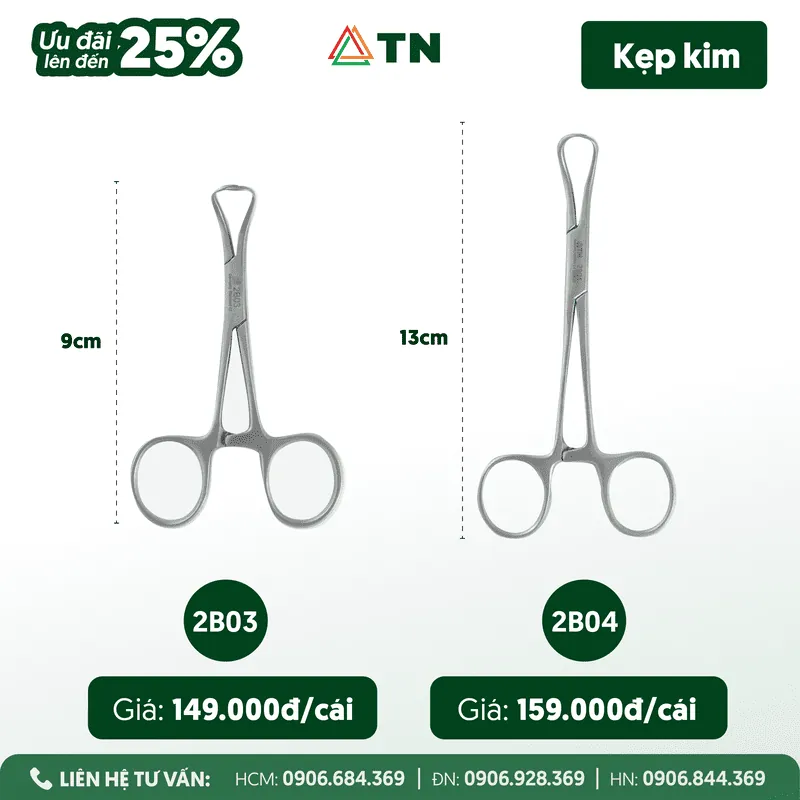 Ưu đãi
lên đến 25%
TN
Kẹp kim
9cm
13cm
2B03
2B03
2B04
Giá: 149.000đ/cái
Giá: 159.000đ/cái
LIÊN HỆ TƯ VẤN: HCM: 0906.684.369 | ĐN: 0906.928.369 | HN: 0906.844.369